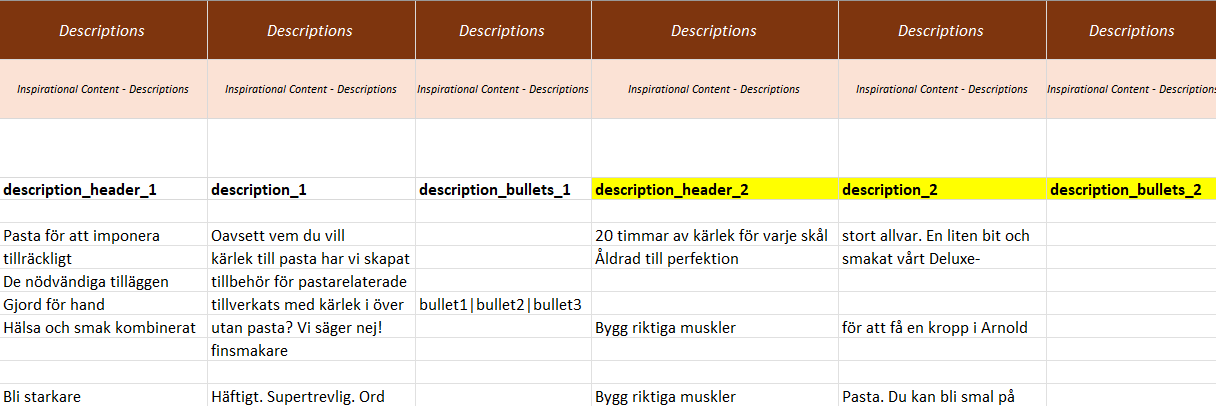 Descriptions Descriptions Descriptions Descriptions Descriptions Descriptions
Inspirational Content - Descriptions Inspirational Content - Descriptions Inspirational Content - Descriptions Inspirational Content - Descriptions Inspirational Content - Descriptions Inspirational Content - Descriptions
description_header_1 description_1 description_bullets_1 description_header_2 description_2 description_bullets_2
Pasta för att imponera Oavsett vem du vill 20 timmar av kärlek för varje skål stort allvar. En liten bit och
tillräckligt kärlek till pasta har vi skapat Åldrad till perfektion smakat vårt Deluxe-
De nödvändiga tilläggen tillbehör för pastarelaterade
Gjord för hand tillverkats med kärlek i över bullet1|bullet2|bullet3
Hälsa och smak kombinerat utan pasta? Vi säger nej! Bygg riktiga muskler för att få en kropp i Arnold
finsmakare
Bli starkare Häftigt. Supertrevlig. Ord Bygg riktiga muskler Pasta. Du kan bli smal på